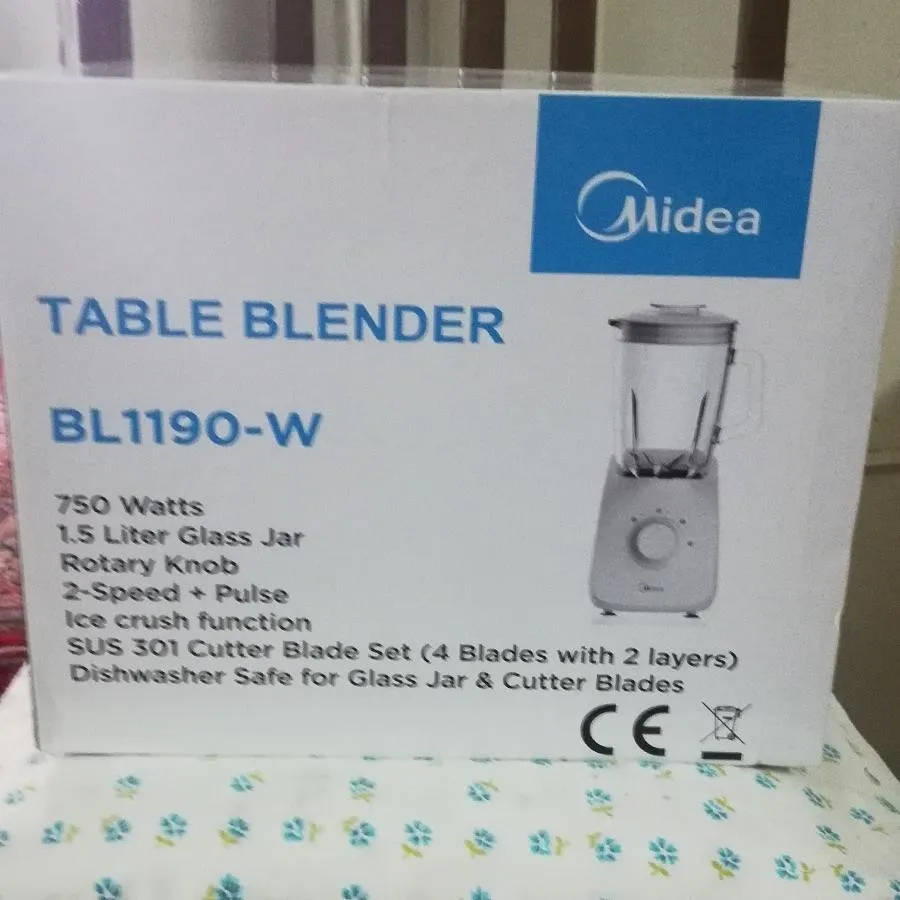 Midea
TABLE BLENDER
BL1190-W
750 Watts
1.5 Liter Glass Jar
Rotary Knob
2-Speed + Pulse
Ice crush function
SUS 301 Cutter Blade Set (4 Blades with 2 layers)
Dishwasher Safe for Glass Jar & Cutter Blades
Midea
CE